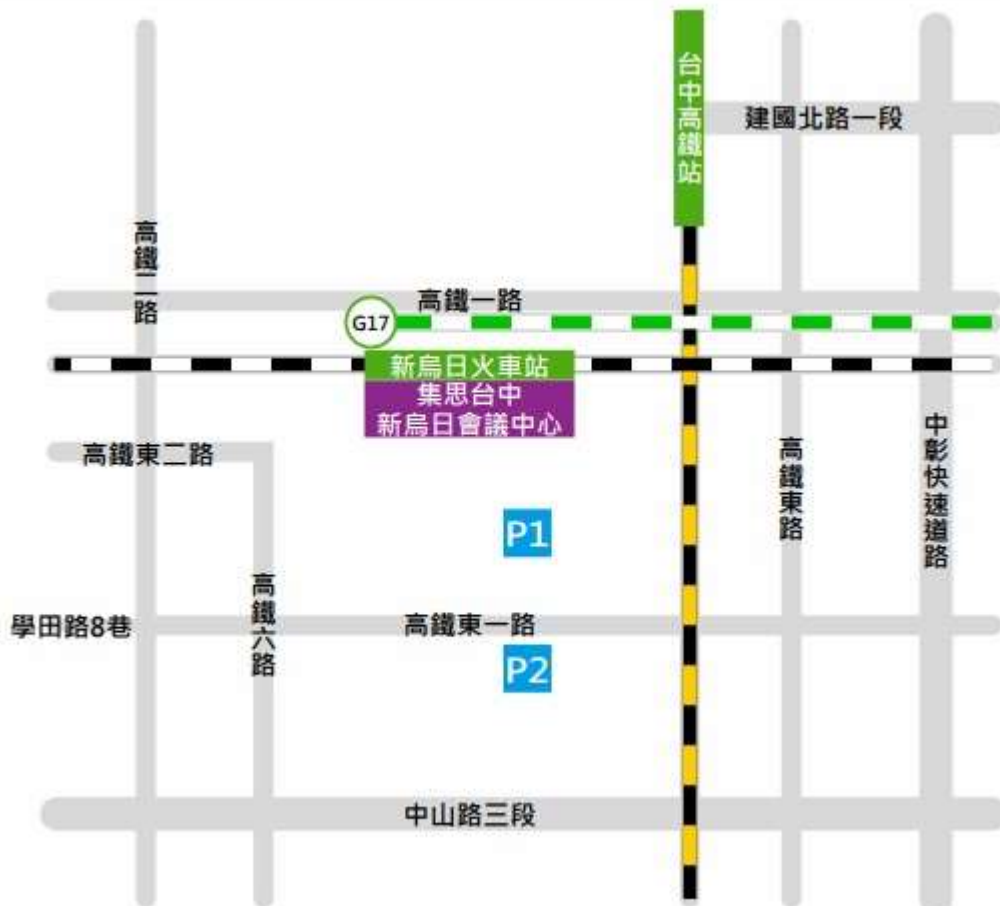 台中高鐵站
建國北路一段
高鐵二路
高鐵一路
G17
新烏日火車站
集思台中
新烏日會議中心
高鐵東二路
高鐵東路
中彰快速道路
P1
高鐵六路
學田路8巷
高鐵東一路
P2
中山路三段